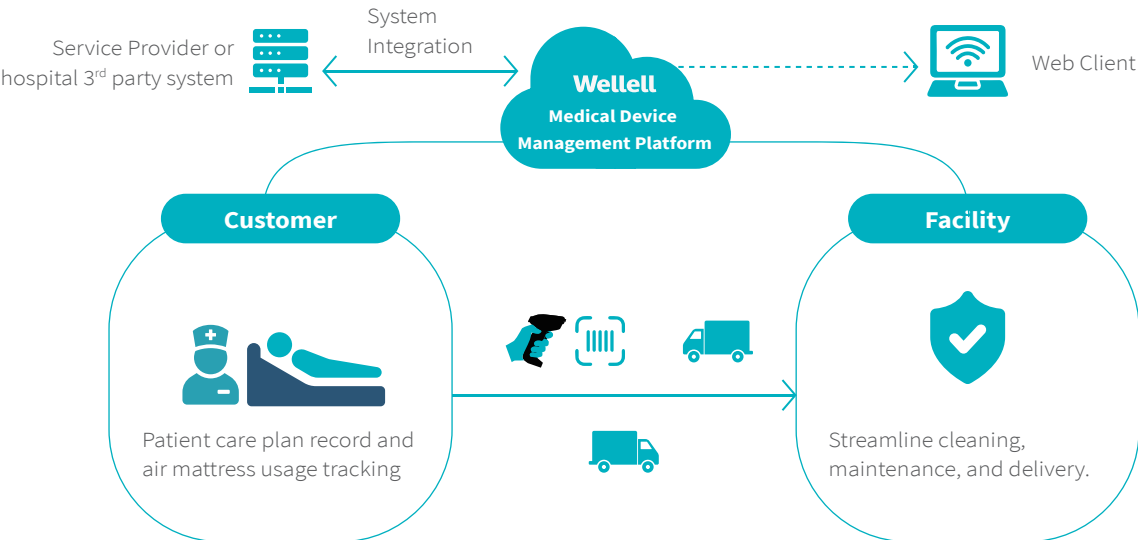 System
Integration
Service Provider or
hospital 3rd party system
Web Client
Wellell
Medical Device
Management Platform
Customer
Facility
Patient care plan record and
air mattress usage tracking
Streamline cleaning,
maintenance, and delivery.